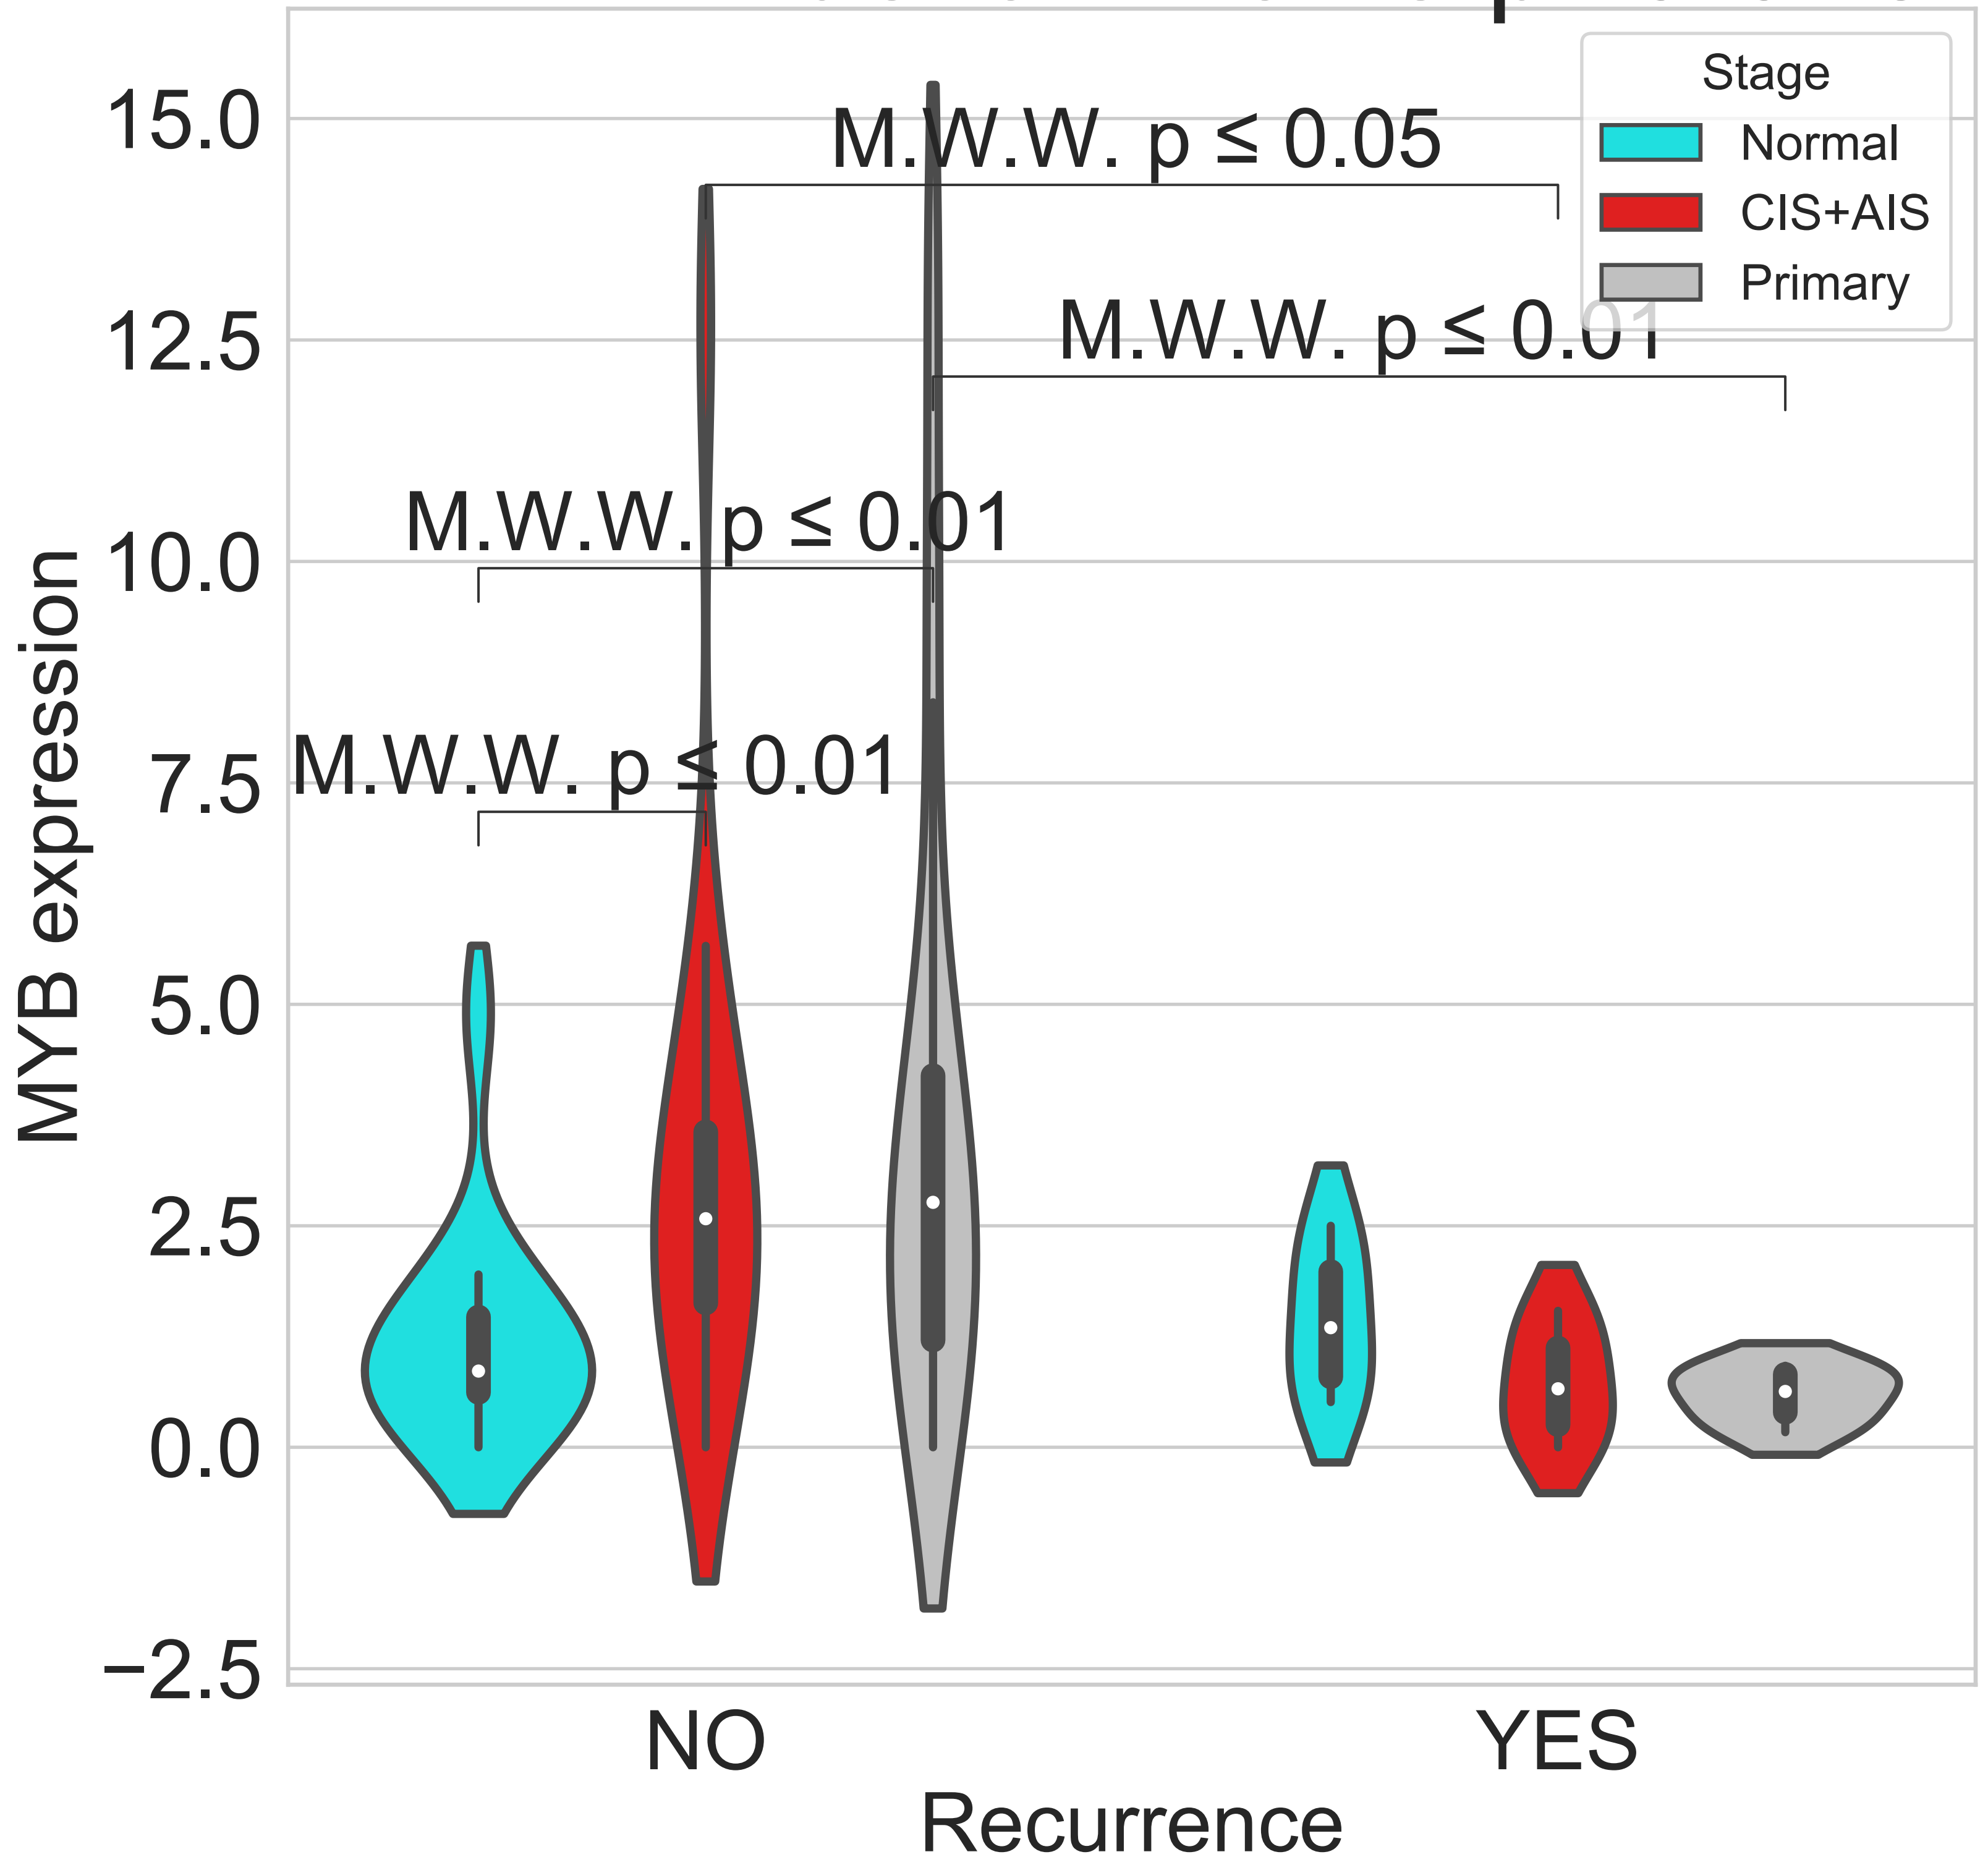 Stage
Normal
CIS+AIS
Primary
M.W.W. p ≤ 0.05
M.W.W. p ≤ 0.01
M.W.W. p ≤ 0.01
M.W.W. p ≤ 0.01
MYB expression
15.0
12.5
10.0
7.5
5.0
2.5
0.0
−2.5
NO
YES
Recurrence